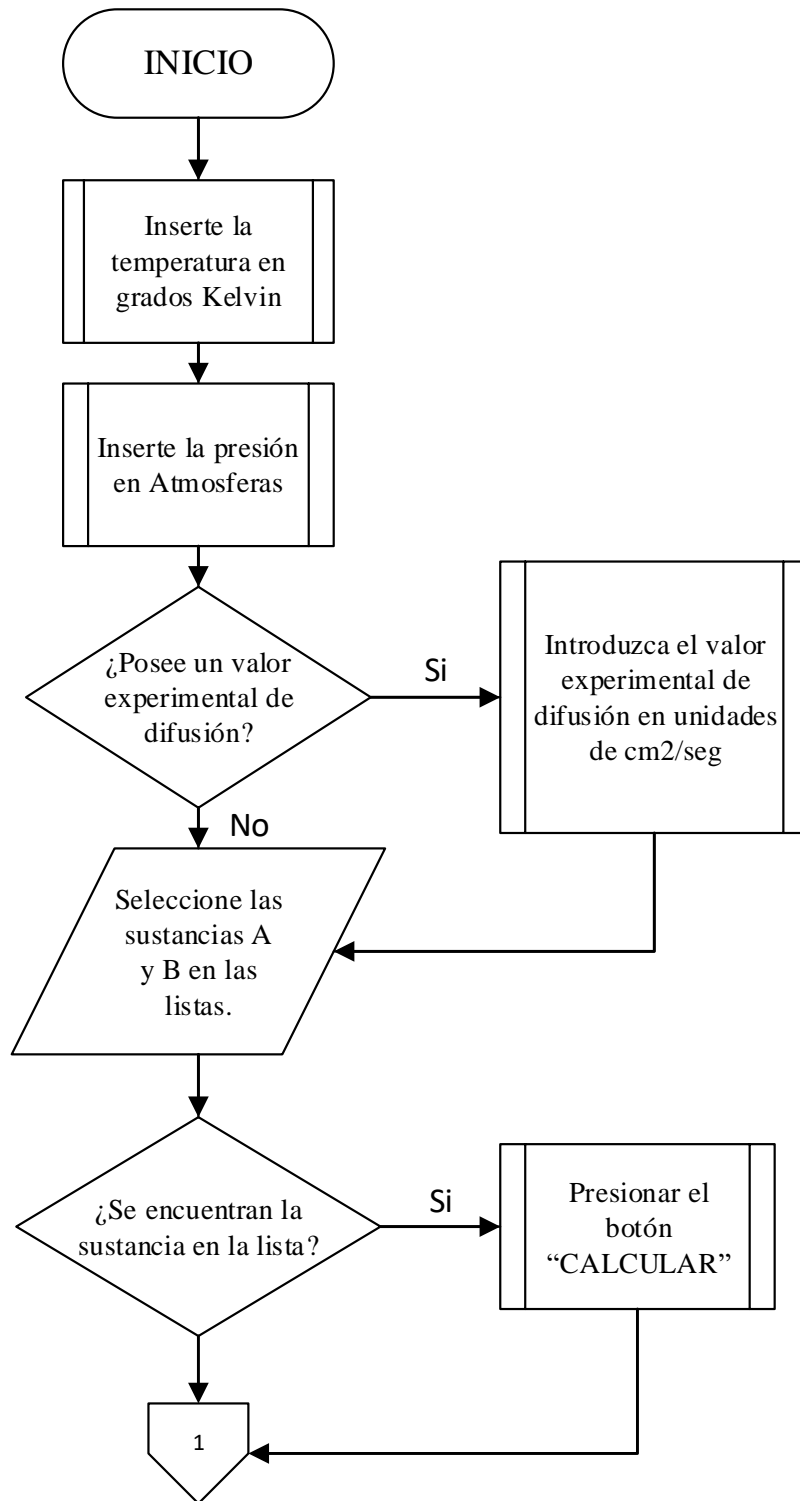 INICIO
Inserte la
temperatura en
grados Kelvin
Inserte la presión
en Atmosferas
¿Posee un valor
experimental de
difusión?
Si
Introduzca el valor
experimental de
difusión en unidades
de cm2/seg
No
Seleccione las
sustancias A
y B en las
listas.
¿Se encuentran la
sustancia en la lista?
Si
Presionar el
botón
“CALCULAR”
1